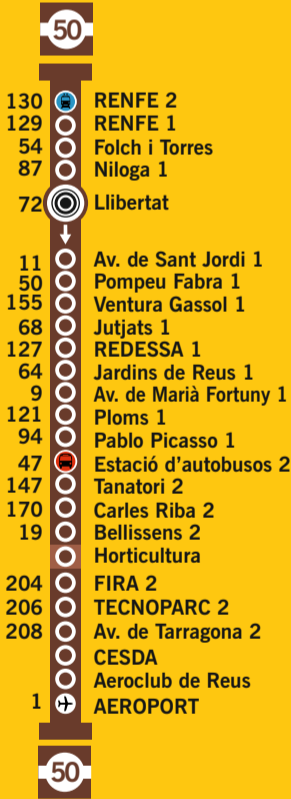 50
130 RENFE 2
129 RENFE 1
54 Folch i Torres
87 Niloga 1
72 Llibertat
11 Av. de Sant Jordi 1
50 Pompeu Fabra 1
155 Ventura Gassol 1
68 Jutjats 1
127 REDESSA 1
64 Jardins de Reus 1
9 Av. de Marià Fortuny 1
121 Ploms 1
94 Pablo Picasso 1
47 Estació d'autobusos 2
147 Tanatori 2
170 Carles Riba 2
19 Bellissens 2
Horticultura
204 FIRA 2
206 TECNOPARC 2
208 Av. de Tarragona 2
CESDA
Aeroclub de Reus
1 AEROPORT
50